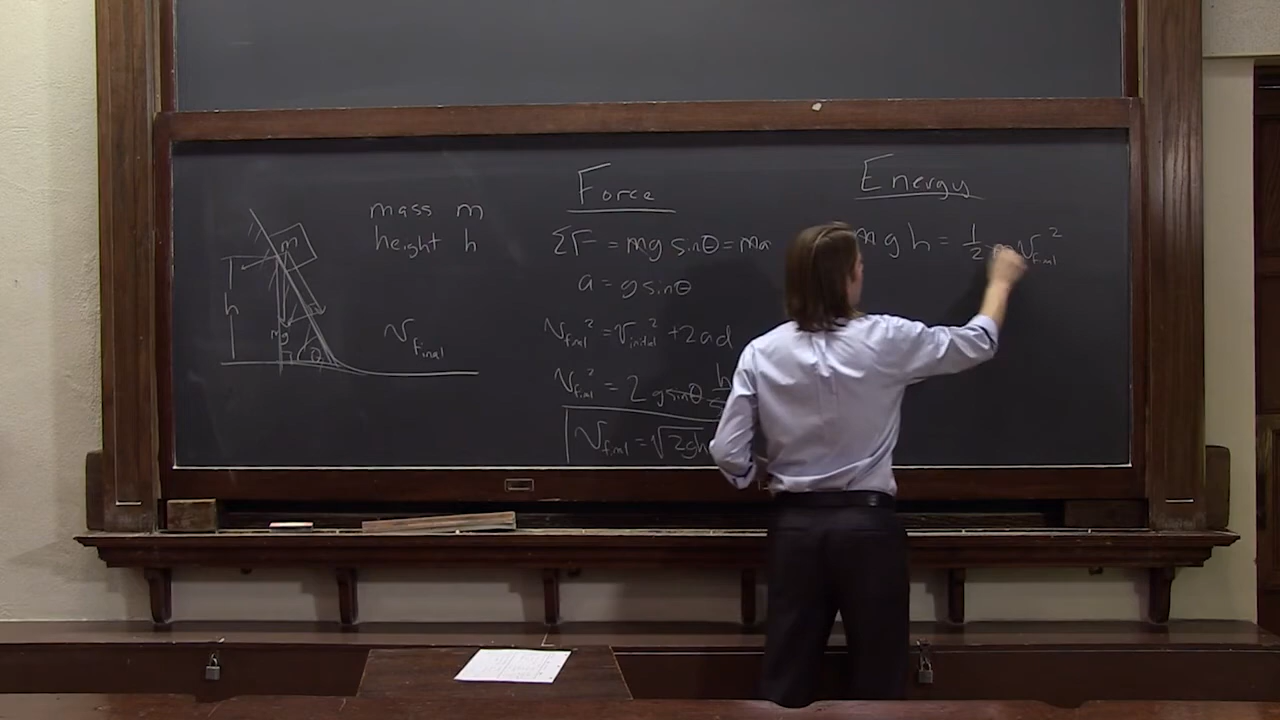 m
h
mg
θ
mass m
height h
v_final
Force
ΣF = mg sinθ = ma
a = g sinθ
v_final² = v_initial² + 2ad
v_final² = 2 g sinθ h
v_final = √2gh
Energy
mgh = 1/2 m v_final²